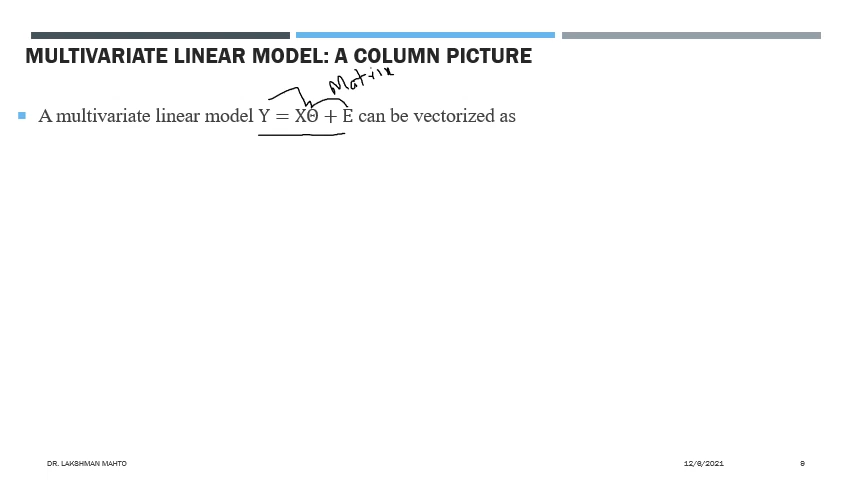 MULTIVARIATE LINEAR MODEL: A COLUMN PICTURE
Matrix
A multivariate linear model Y = XΘ + E can be vectorized as
DR. LAKSHMAN MAHTO 12/8/2021 9